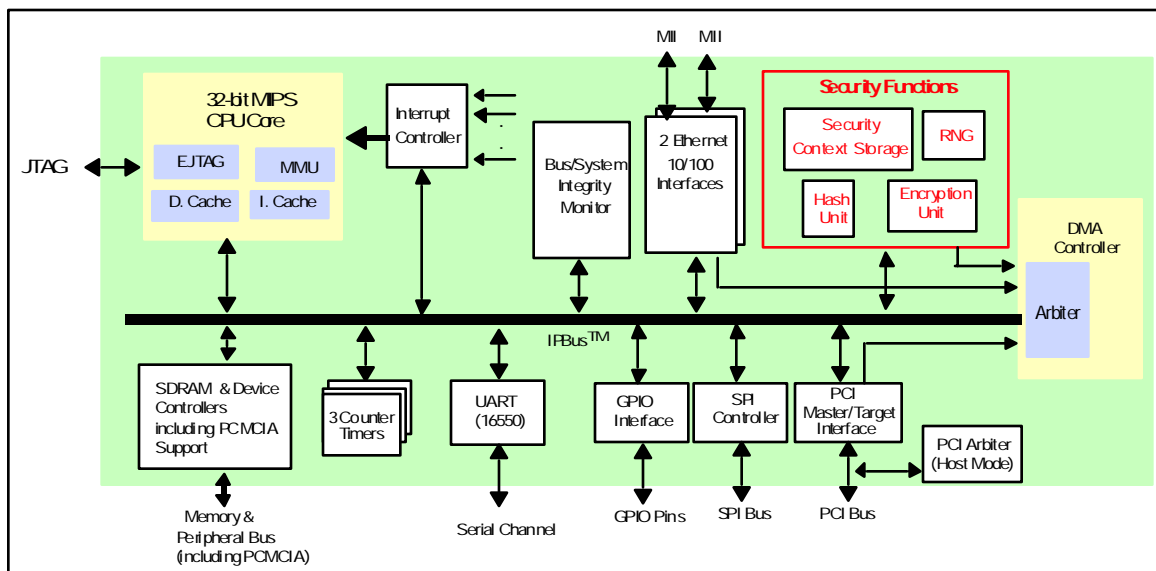 MII MII
32-bit MIPS
CPU Core
EJTAG
MMU
D. Cache
I. Cache
JTAG
Interrupt
Controller
Bus/System
Integrity
Monitor
2 Ethernet
10/100
Interfaces
Security Functions
Security
Context Storage
RNG
Hash
Unit
Encryption
Unit
DMA
Controller
Arbiter
IPBus™
SDRAM & Device
Controllers
including PCMCIA
Support
3 Counter
Timers
UART
(16550)
GPIO
Interface
SPI
Controller
PCI
Master/Target
Interface
PCI Arbiter
(Host Mode)
Memory &
Peripheral Bus
(including PCMCIA)
Serial Channel
GPIO Pins
SPI Bus
PCI Bus